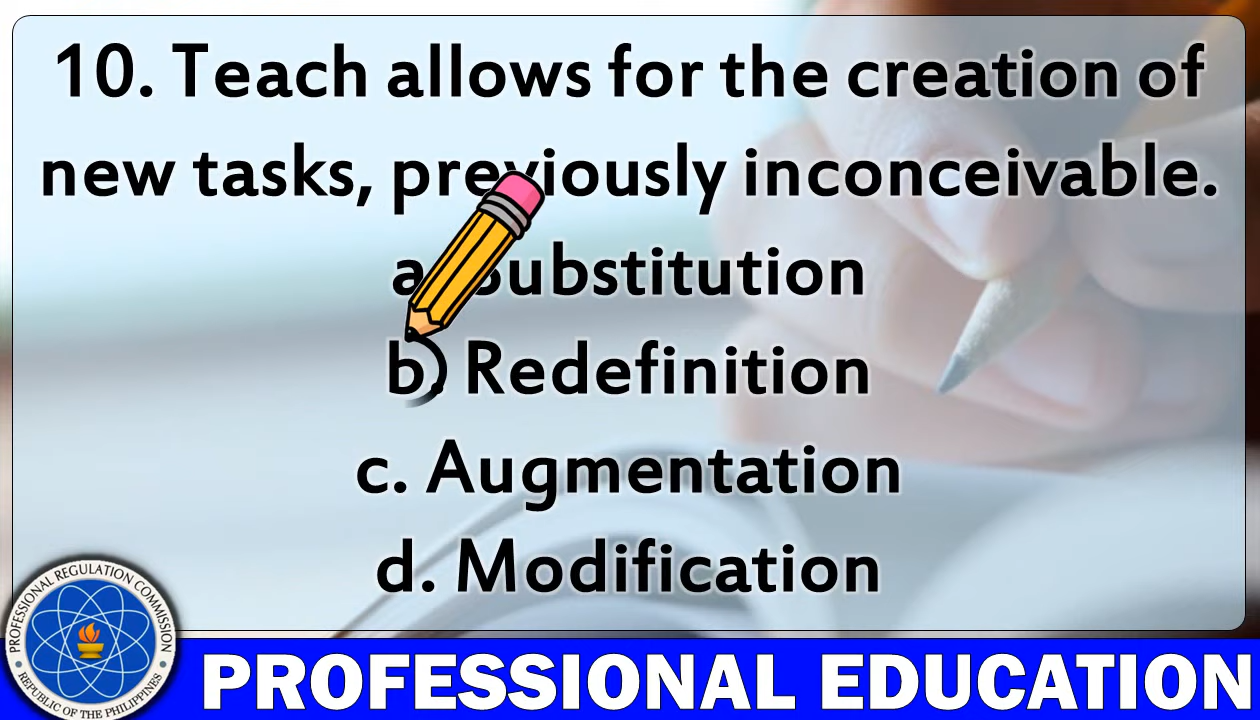 10. Teach allows for the creation of
new tasks, previously inconceivable.
a. Substitution
b. Redefinition
c. Augmentation
d. Modification
PROFESSIONAL REGULATION COMMISSION
REPUBLIC OF THE PHILIPPINES
PROFESSIONAL EDUCATION